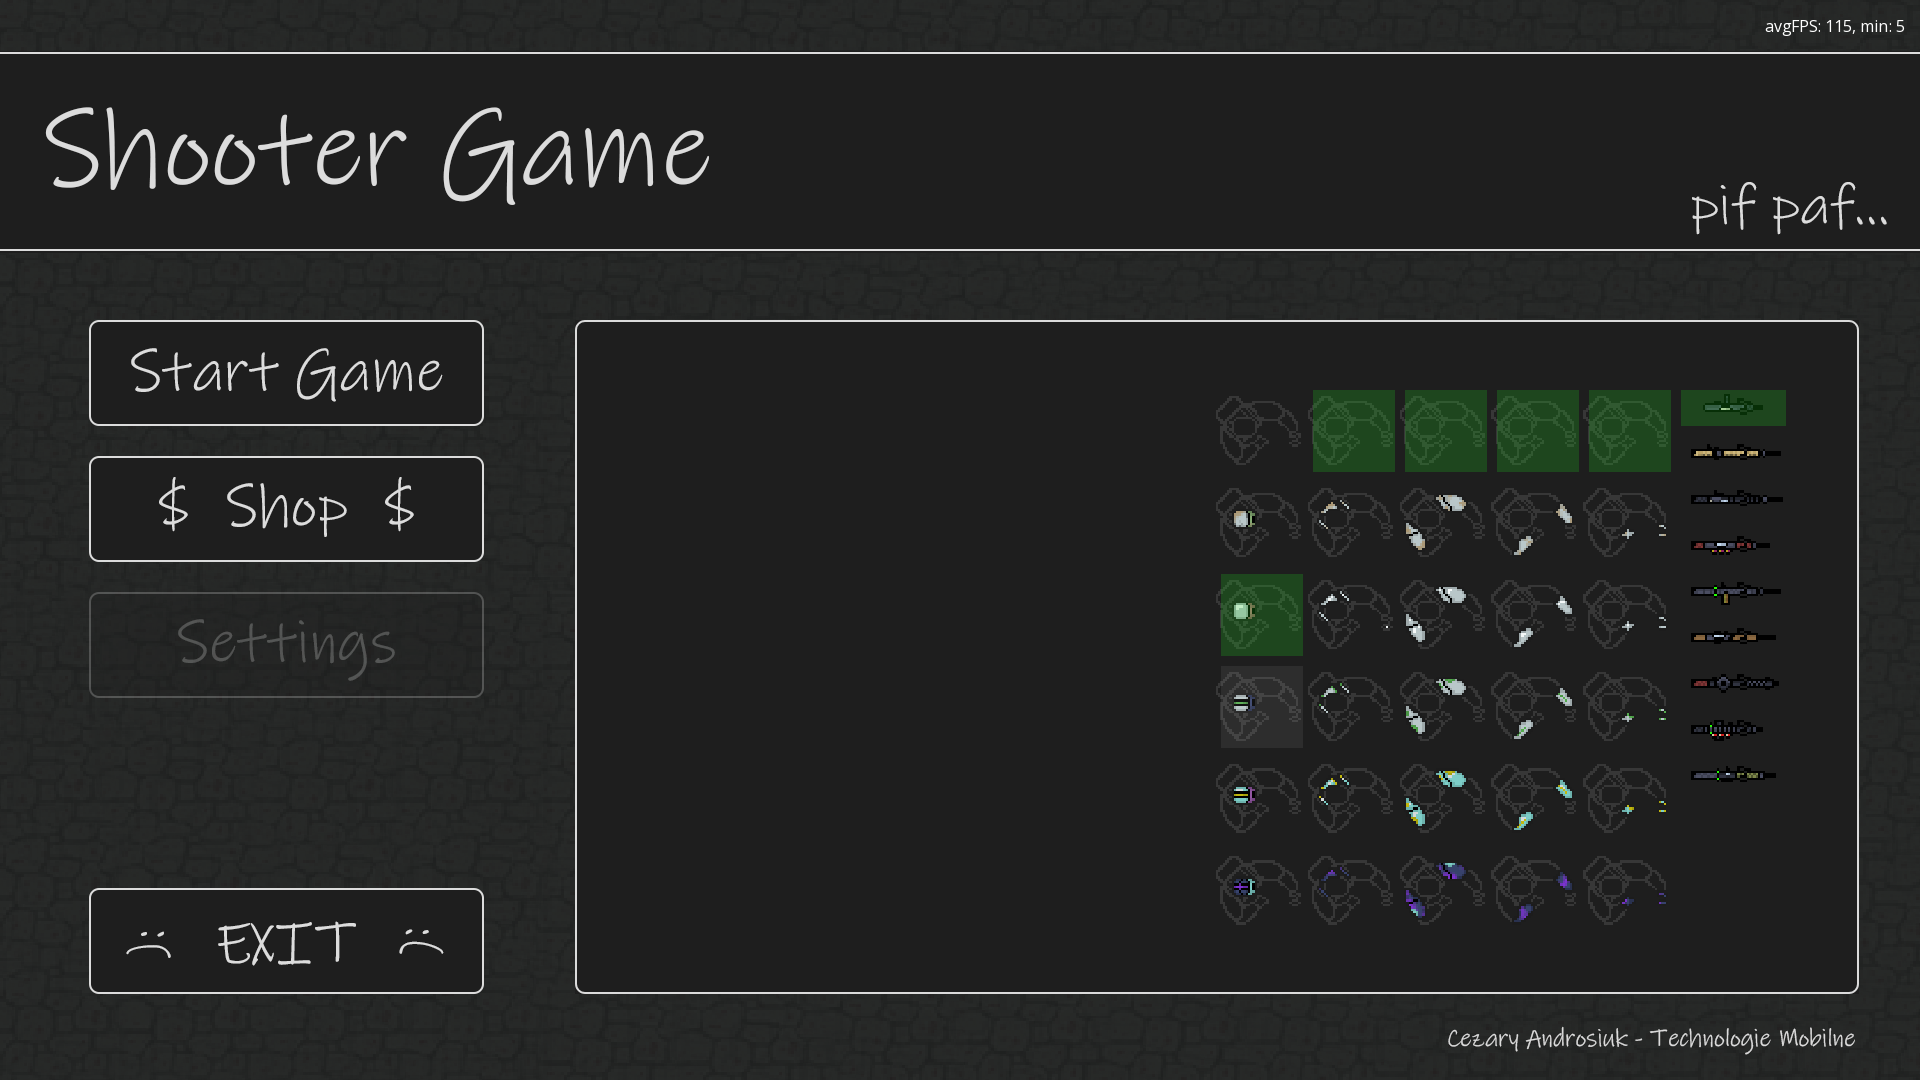 avgFPS: 115, min: 5
Shooter Game
pif paf...
Start Game
$ Shop $
Settings
EXIT
Cezary Androsiuk - Technologie Mobilne